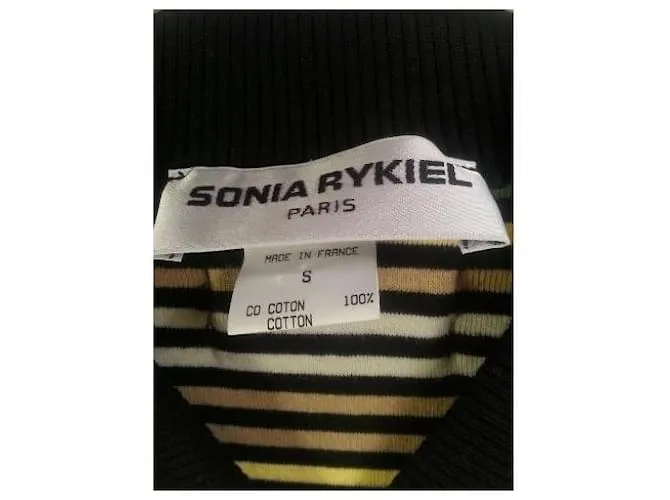 SONIA RYKIEL
PARIS
MADE IN FRANCE
S
CO COTON 100%
COTTON